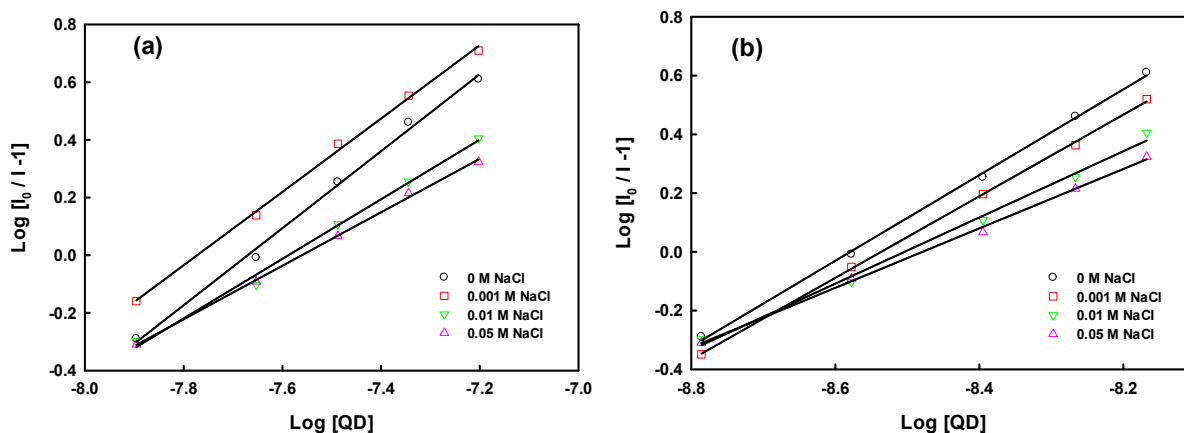 (a)
Log [I0 / I -1]
0.8
0.6
0.4
0.2
0.0
-0.2
-0.4
-8.0 -7.8 -7.6 -7.4 -7.2 -7.0
Log [QD]
0 M NaCl
0.001 M NaCl
0.01 M NaCl
0.05 M NaCl
(b)
Log [I0 / I -1]
0.8
0.6
0.4
0.2
0.0
-0.2
-0.4
-8.8 -8.6 -8.4 -8.2
Log [QD]
0 M NaCl
0.001 M NaCl
0.01 M NaCl
0.05 M NaCl